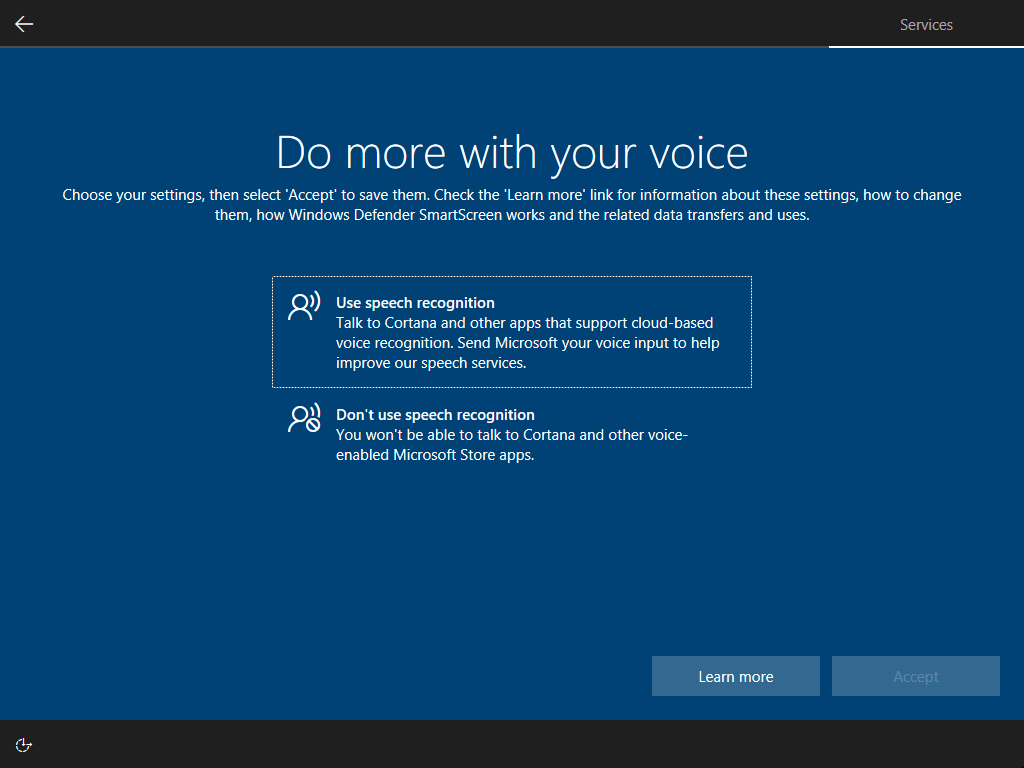 Services
Do more with your voice
Choose your settings, then select 'Accept' to save them. Check the 'Learn more' link for information about these settings, how to change
them, how Windows Defender SmartScreen works and the related data transfers and uses.
Use speech recognition
Talk to Cortana and other apps that support cloud-based
voice recognition. Send Microsoft your voice input to help
improve our speech services.
Don't use speech recognition
You won't be able to talk to Cortana and other voice-
enabled Microsoft Store apps.
Learn more
Accept